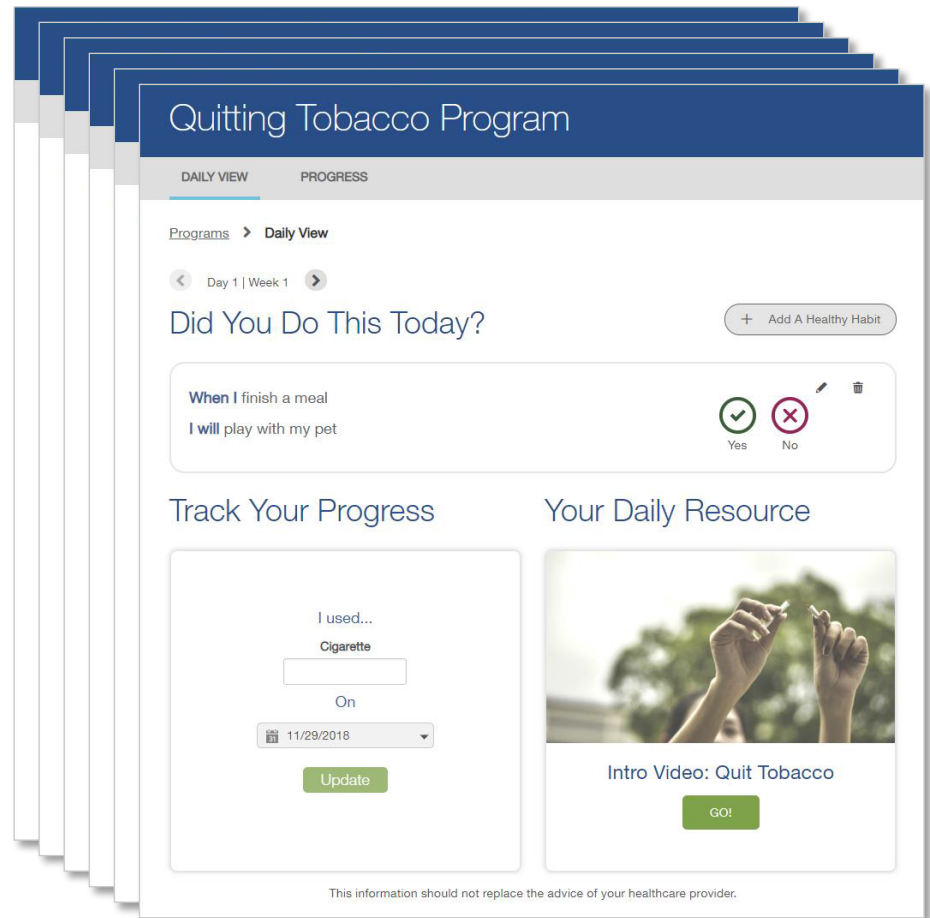 Quitting Tobacco Program
DAILY VIEW PROGRESS
Programs > Daily View
Day 1 | Week 1
Did You Do This Today?
+ Add A Healthy Habit
When I finish a meal
I will play with my pet
Yes No
Track Your Progress
I used...
Cigarette
On
31 11/29/2018
Update
Your Daily Resource
Intro Video: Quit Tobacco
GO!
This information should not replace the advice of your healthcare provider.